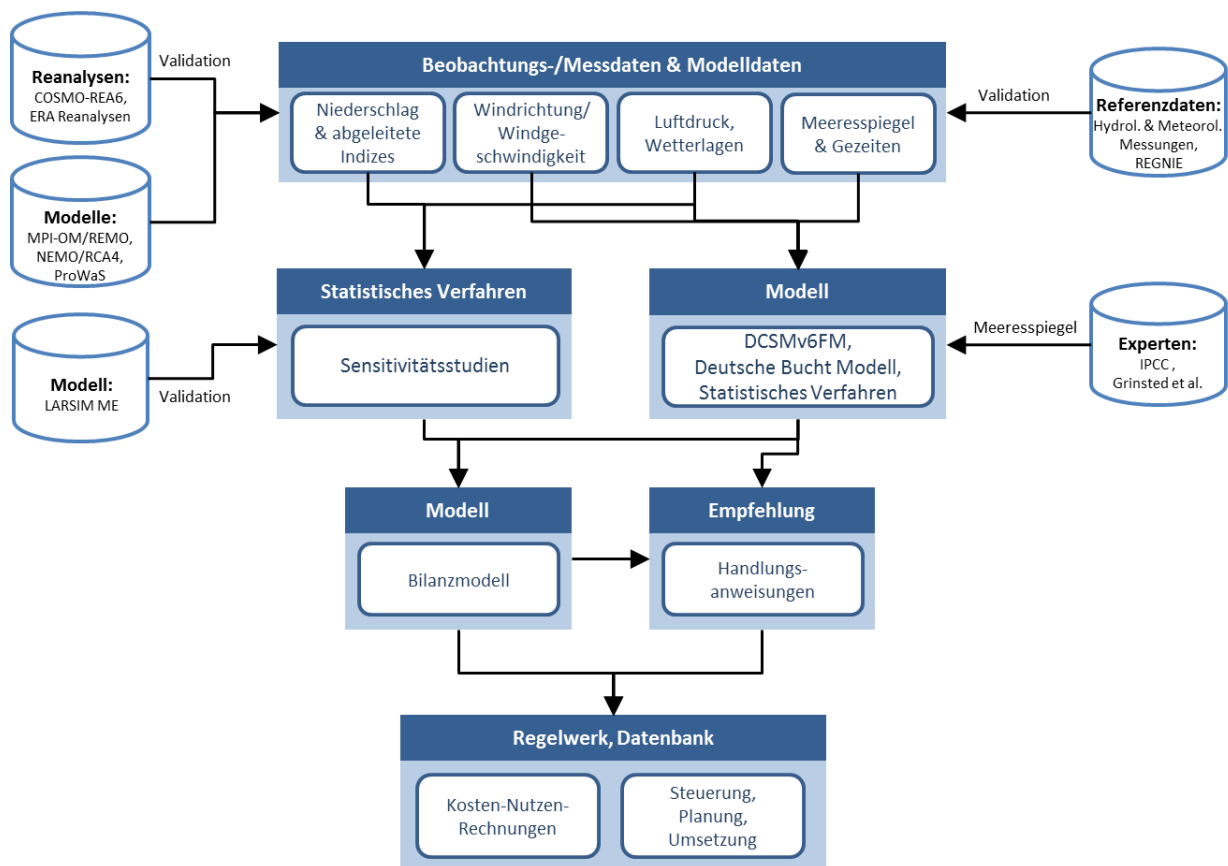 Reanalysen:
COSMO-REA6,
ERA Reanalysen
Validation
Modelle:
MPI-OM/REMO,
NEMO/RCA4,
ProWaS
Beobachtungs-/Messdaten & Modelldaten
Niederschlag
& abgeleitete
Indizes
Windrichtung/
Windge-
schwindigkeit
Luftdruck,
Wetterlagen
Meeresspiegel
& Gezeiten
Validation
Referenzdaten:
Hydrol. & Meteorol.
Messungen,
REGNIE
Modell:
LARSIM ME
Validation
Statistisches Verfahren
Sensitivitätsstudien
Modell
DCSMv6FM,
Deutsche Bucht Modell,
Statistisches Verfahren
Meeresspiegel
Experten:
IPCC ,
Grinsted et al.
Modell
Bilanzmodell
Empfehlung
Handlungs-
anweisungen
Regelwerk, Datenbank
Kosten-Nutzen-
Rechnungen
Steuerung,
Planung,
Umsetzung